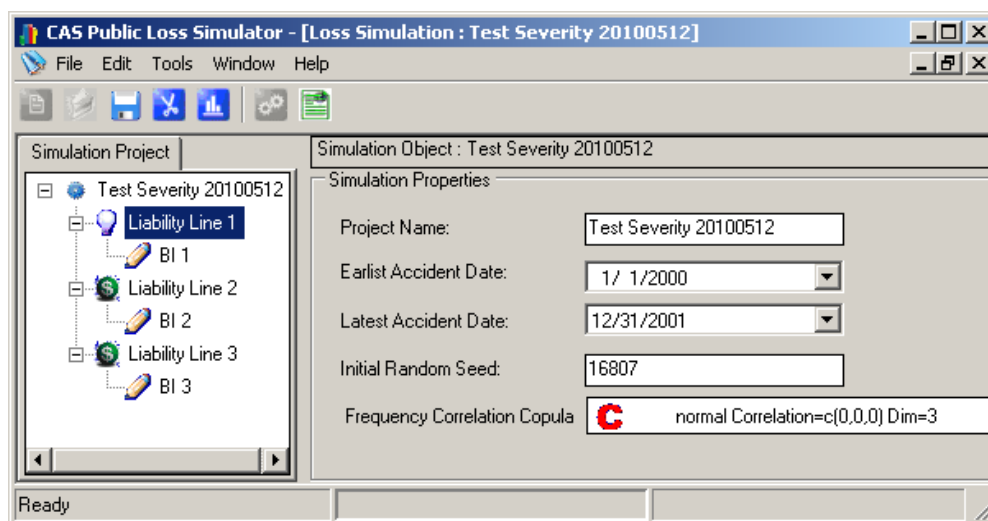 CAS Public Loss Simulator - [Loss Simulation : Test Severity 20100512]
File Edit Tools Window Help
Simulation Project
Test Severity 20100512
Liability Line 1
BI 1
Liability Line 2
BI 2
Liability Line 3
BI 3
Simulation Object : Test Severity 20100512
Simulation Properties
Project Name: Test Severity 20100512
Earlist Accident Date: 1/ 1/2000
Latest Accident Date: 12/31/2001
Initial Random Seed: 16807
Frequency Correlation Copula C normal Correlation=c(0,0,0) Dim=3
Ready